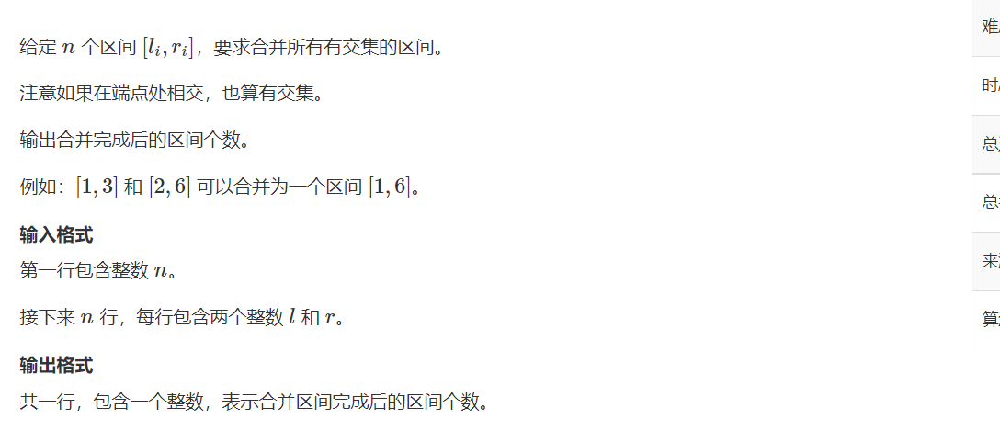 给定 n 个区间 [l_i, r_i]，要求合并所有有交集的区间。
注意如果在端点处相交，也算有交集。
输出合并完成后的区间个数。
例如：[1,3] 和 [2,6] 可以合并为一个区间 [1,6]。
输入格式
第一行包含整数 n。
接下来 n 行，每行包含两个整数 l 和 r。
输出格式
共一行，包含一个整数，表示合并区间完成后的区间个数。
难
时
总
总
来
算